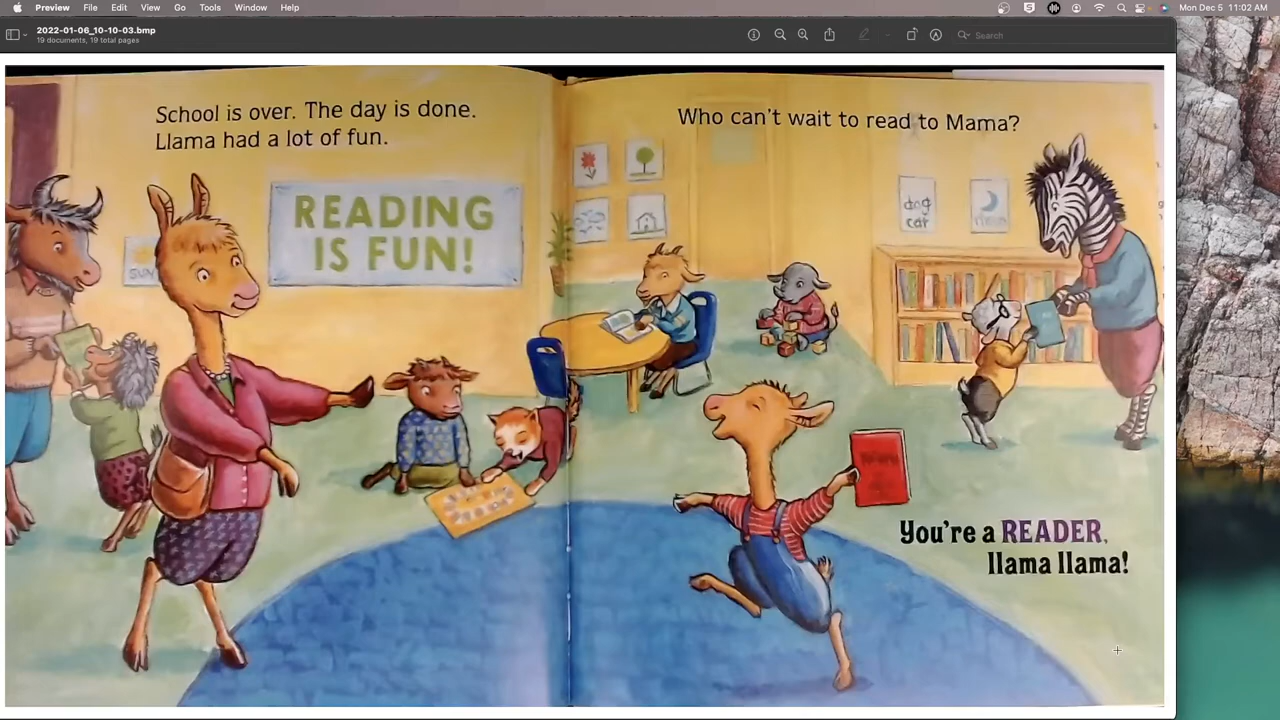 Preview File Edit View Go Tools Window Help
Mon Dec 5 11:02 AM
2022-01-06_10-10-03.bmp
19 documents, 19 total pages
Search
School is over. The day is done.
Llama had a lot of fun.
READING
IS FUN!
SUN
Who can't wait to read to Mama?
dog
car
You're a READER,
llama llama!